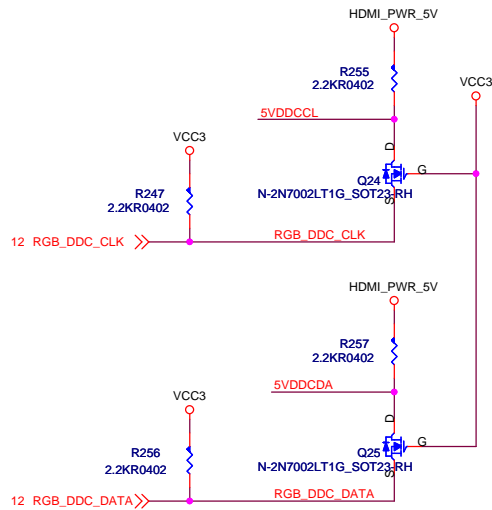 HDMI_PWR_5V
R255
2.2KR0402
VCC3
5VDDCCL
VCC3
D
G
Q24
N-2N7002LT1G_SOT23-RH
S
R247
2.2KR0402
12 RGB_DDC_CLK
RGB_DDC_CLK
HDMI_PWR_5V
R257
2.2KR0402
5VDDCDA
VCC3
D
G
Q25
N-2N7002LT1G_SOT23-RH
S
R256
2.2KR0402
12 RGB_DDC_DATA
RGB_DDC_DATA